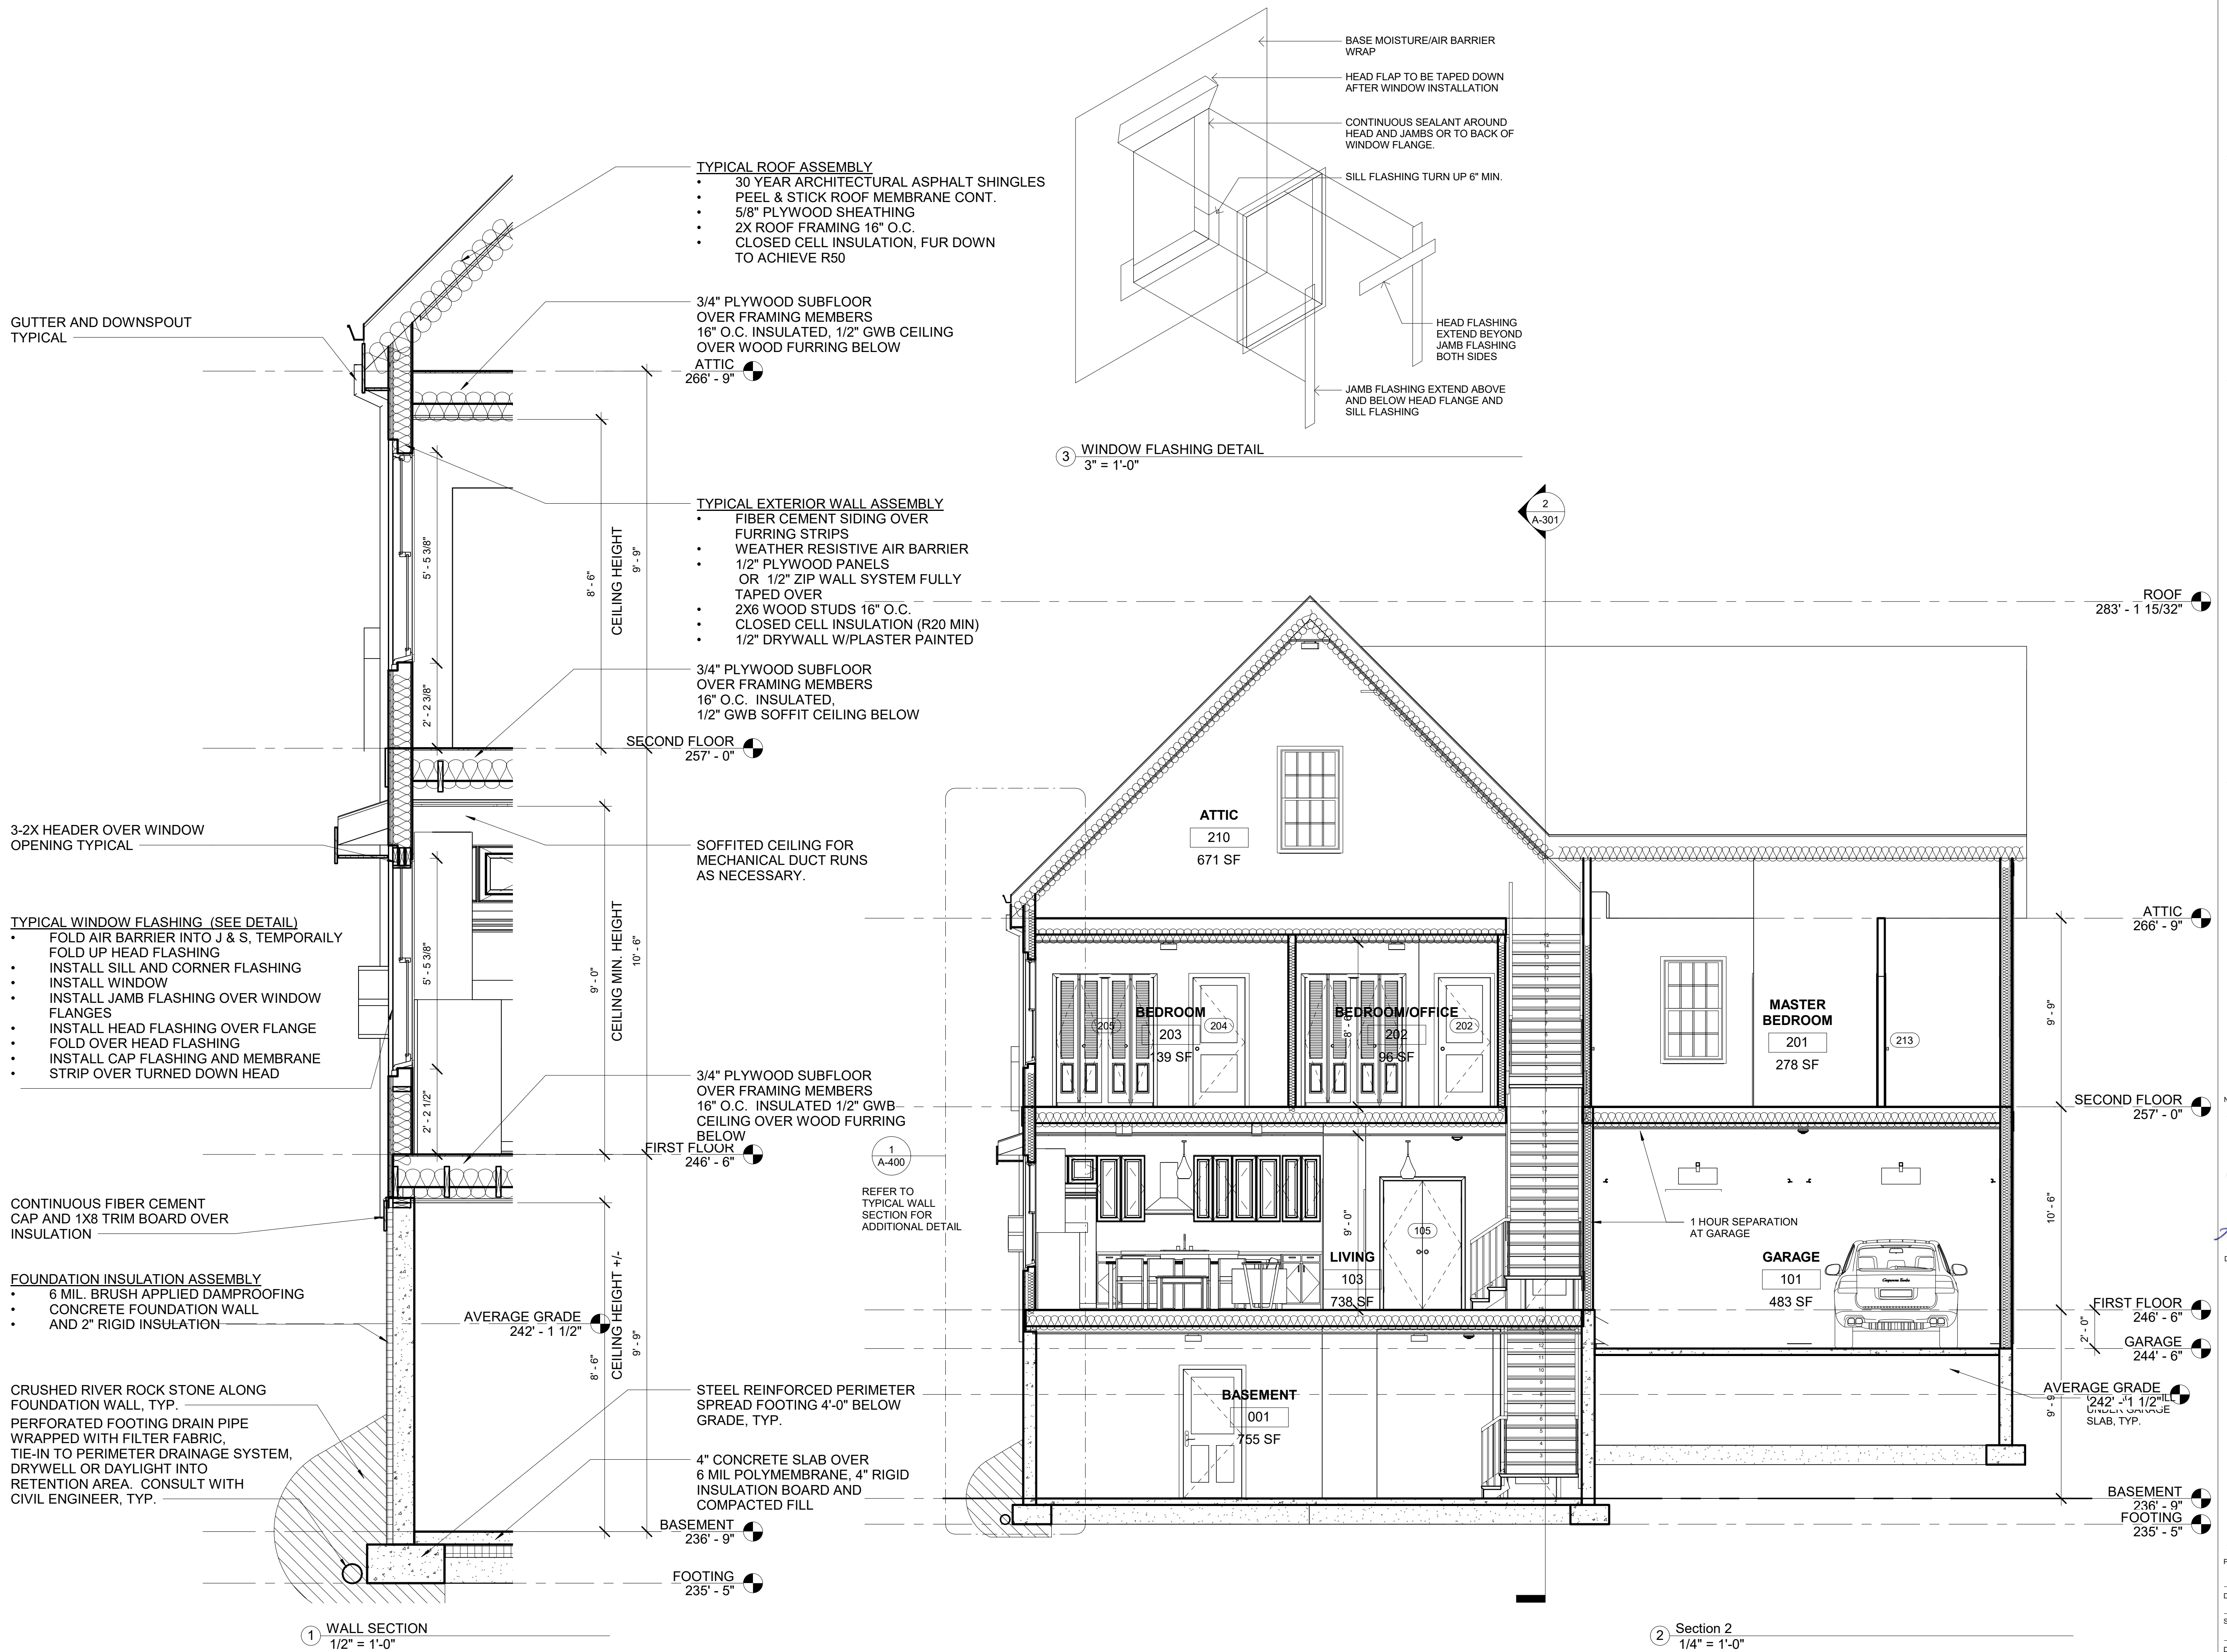 BASE MOISTURE/AIR BARRIER
WRAP
HEAD FLAP TO BE TAPED DOWN
AFTER WINDOW INSTALLATION
CONTINUOUS SEALANT AROUND
HEAD AND JAMBS OR TO BACK OF
WINDOW FLANGE.
SILL FLASHING TURN UP 6" MIN.
HEAD FLASHING
EXTEND BEYOND
JAMB FLASHING
BOTH SIDES
JAMB FLASHING EXTEND ABOVE
AND BELOW HEAD FLANGE AND
SILL FLASHING
3 WINDOW FLASHING DETAIL
3" = 1'-0"
TYPICAL ROOF ASSEMBLY
• 30 YEAR ARCHITECTURAL ASPHALT SHINGLES
• PEEL & STICK ROOF MEMBRANE CONT.
• 5/8" PLYWOOD SHEATHING
• 2X ROOF FRAMING 16" O.C.
• CLOSED CELL INSULATION, FUR DOWN
TO ACHIEVE R50
3/4" PLYWOOD SUBFLOOR
OVER FRAMING MEMBERS
16" O.C. INSULATED, 1/2" GWB CEILING
OVER WOOD FURRING BELOW
ATTIC
266' - 9"
GUTTER AND DOWNSPOUT
TYPICAL
TYPICAL EXTERIOR WALL ASSEMBLY
• FIBER CEMENT SIDING OVER
FURRING STRIPS
• WEATHER RESISTIVE AIR BARRIER
• 1/2" PLYWOOD PANELS
OR 1/2" ZIP WALL SYSTEM FULLY
TAPED OVER
• 2X6 WOOD STUDS 16" O.C.
• CLOSED CELL INSULATION (R20 MIN)
• 1/2" DRYWALL W/PLASTER PAINTED
5' - 5 3/8"
8' - 6"
CEILING HEIGHT
9' - 9"
2' - 2 3/8"
3/4" PLYWOOD SUBFLOOR
OVER FRAMING MEMBERS
16" O.C. INSULATED,
1/2" GWB SOFFIT CEILING BELOW
SECOND FLOOR
257' - 0"
3-2X HEADER OVER WINDOW
OPENING TYPICAL
SOFFITED CEILING FOR
MECHANICAL DUCT RUNS
AS NECESSARY.
TYPICAL WINDOW FLASHING (SEE DETAIL)
• FOLD AIR BARRIER INTO J & S, TEMPORAILY
FOLD UP HEAD FLASHING
• INSTALL SILL AND CORNER FLASHING
• INSTALL WINDOW
• INSTALL JAMB FLASHING OVER WINDOW
FLANGES
• INSTALL HEAD FLASHING OVER FLANGE
• FOLD OVER HEAD FLASHING
• INSTALL CAP FLASHING AND MEMBRANE
• STRIP OVER TURNED DOWN HEAD
5' - 5 3/8"
9' - 0"
CEILING MIN. HEIGHT
10' - 6"
2' - 2 1/2"
3/4" PLYWOOD SUBFLOOR
OVER FRAMING MEMBERS
16" O.C. INSULATED 1/2" GWB
CEILING OVER WOOD FURRING
BELOW
FIRST FLOOR
246' - 6"
CONTINUOUS FIBER CEMENT
CAP AND 1X8 TRIM BOARD OVER
INSULATION
FOUNDATION INSULATION ASSEMBLY
• 6 MIL. BRUSH APPLIED DAMPROOFING
• CONCRETE FOUNDATION WALL
• AND 2" RIGID INSULATION
AVERAGE GRADE
242' - 1 1/2"
8' - 6"
CEILING HEIGHT +/-
9' - 9"
CRUSHED RIVER ROCK STONE ALONG
FOUNDATION WALL, TYP.
PERFORATED FOOTING DRAIN PIPE
WRAPPED WITH FILTER FABRIC,
TIE-IN TO PERIMETER DRAINAGE SYSTEM,
DRYWELL OR DAYLIGHT INTO
RETENTION AREA. CONSULT WITH
CIVIL ENGINEER, TYP.
STEEL REINFORCED PERIMETER
SPREAD FOOTING 4'-0" BELOW
GRADE, TYP.
4" CONCRETE SLAB OVER
6 MIL POLYMEMBRANE, 4" RIGID
INSULATION BOARD AND
COMPACTED FILL
BASEMENT
236' - 9"
FOOTING
235' - 5"
1 WALL SECTION
1/2" = 1'-0"
2
A-301
ROOF
283' - 1 15/32"
ATTIC
210
671 SF
ATTIC
266' - 9"
BEDROOM
203
139 SF
205
204
BEDROOM/OFFICE
202
96 SF
202
8' - 6"
MASTER
BEDROOM
201
278 SF
213
9' - 9"
SECOND FLOOR
257' - 0"
1
A-400
REFER TO
TYPICAL WALL
SECTION FOR
ADDITIONAL DETAIL
LIVING
103
738 SF
9' - 0"
105
1 HOUR SEPARATION
AT GARAGE
GARAGE
101
483 SF
10' - 6"
FIRST FLOOR
246' - 6"
2' - 0"
GARAGE
244' - 6"
AVERAGE GRADE
242' - 1 1/2"
UNDER GARAGE
SLAB, TYP.
9' - 9"
BASEMENT
001
755 SF
BASEMENT
236' - 9"
FOOTING
235' - 5"
2 Section 2
1/4" = 1'-0"